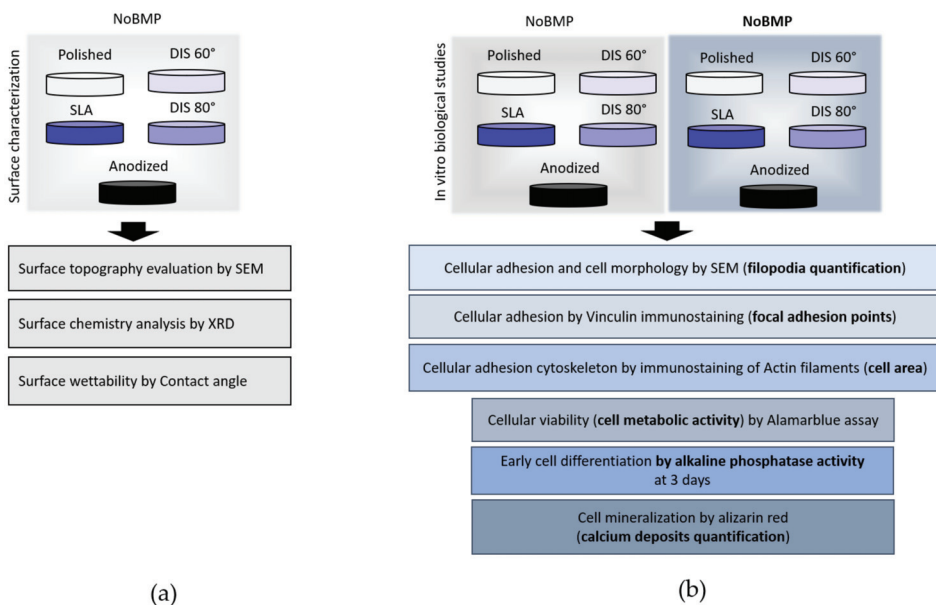 NoBMP
Surface characterization
Polished
DIS 60°
SLA
DIS 80°
Anodized
Surface topography evaluation by SEM
Surface chemistry analysis by XRD
Surface wettability by Contact angle
(a)
NoBMP
NoBMP
In vitro biological studies
Polished
DIS 60°
SLA
DIS 80°
Anodized
Polished
DIS 60°
SLA
DIS 80°
Anodized
Cellular adhesion and cell morphology by SEM (filopodia quantification)
Cellular adhesion by Vinculin immunostaining (focal adhesion points)
Cellular adhesion cytoskeleton by immunostaining of Actin filaments (cell area)
Cellular viability (cell metabolic activity) by Alamarblue assay
Early cell differentiation by alkaline phosphatase activity
at 3 days
Cell mineralization by alizarin red
(calcium deposits quantification)
(b)